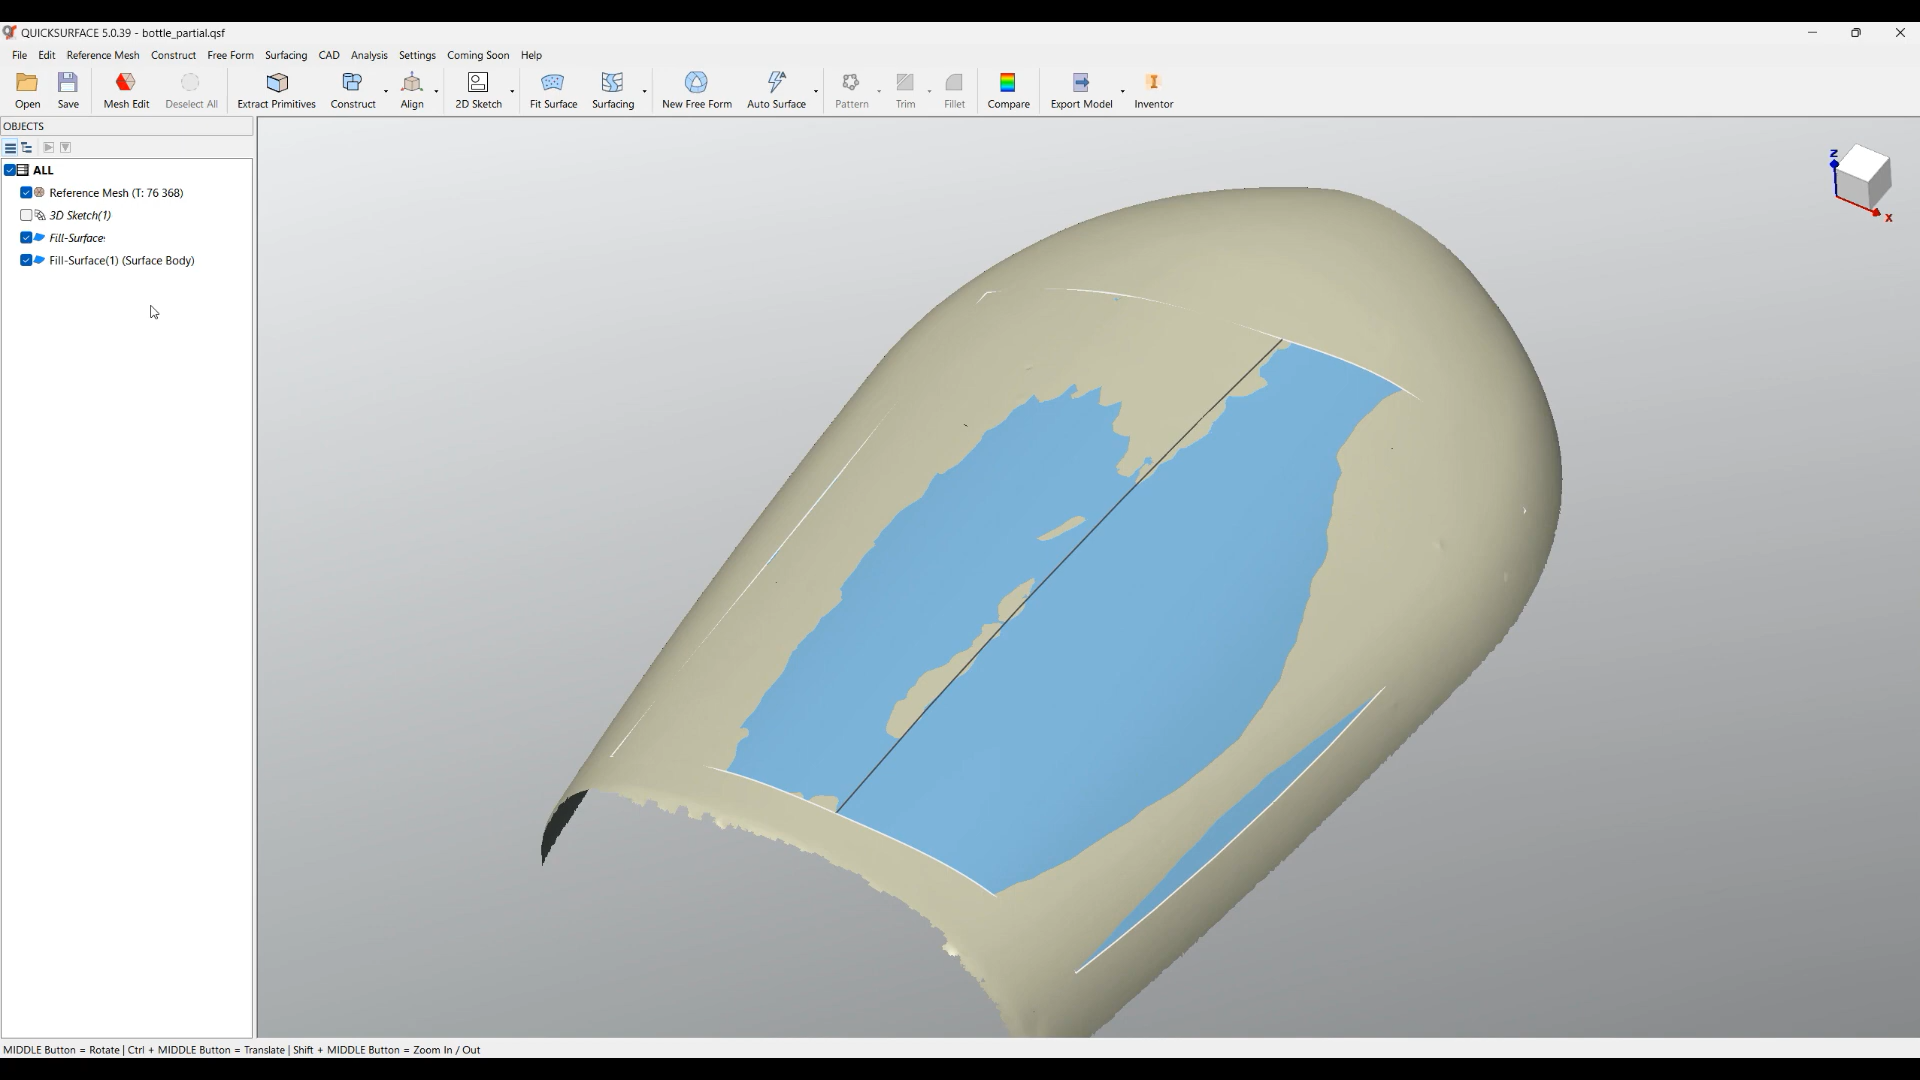 QUICKSURFACE 5.0.39 - bottle_partial.qsf
File Edit Reference Mesh Construct Free Form Surfacing CAD Analysis Settings Coming Soon Help
Open Save Mesh Edit Deselect All Extract Primitives Construct Align 2D Sketch Fit Surface Surfacing New Free Form Auto Surface Pattern Trim Fillet Compare Export Model Inventor
OBJECTS
ALL
Reference Mesh (T: 76 368)
3D Sketch(1)
Fill-Surface
Fill-Surface(1) (Surface Body)
Z
X
MIDDLE Button = Rotate | Ctrl + MIDDLE Button = Translate | Shift + MIDDLE Button = Zoom In / Out